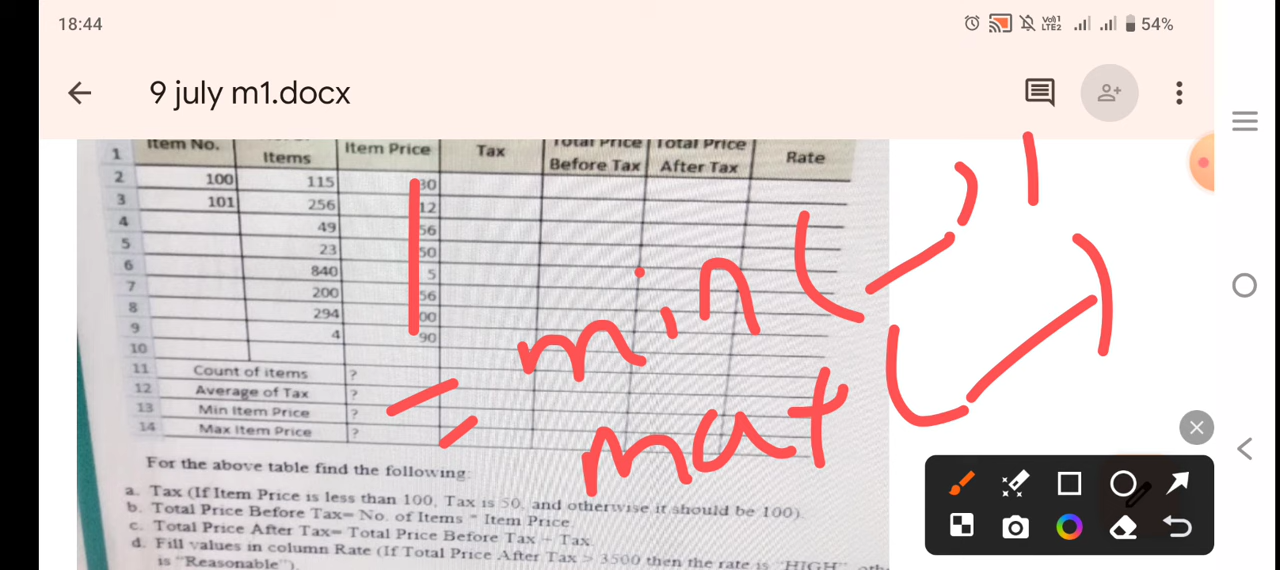 18:44 Vo1 LTE2 54%
9 july m1.docx
Item No. Items Item Price Tax Total Price Before Tax Total Price After Tax Rate
1
2 100 115 30
3 101 256 12
4 49 56
5 23 50
6 840 5
7 200 56
8 294 00
9 4 90
10
11 Count of items ?
12 Average of Tax ?
13 Min Item Price ?
14 Max Item Price ?
= min( - )
= mat ( - )
For the above table find the following:
a. Tax (If Item Price is less than 100, Tax is 50, and otherwise it should be 100).
b. Total Price Before Tax= No. of Items * Item Price.
c. Total Price After Tax= Total Price Before Tax - Tax.
d. Fill values in column Rate (If Total Price After Tax > 3500 then the rate is "HIGH"
is "Reasonable").